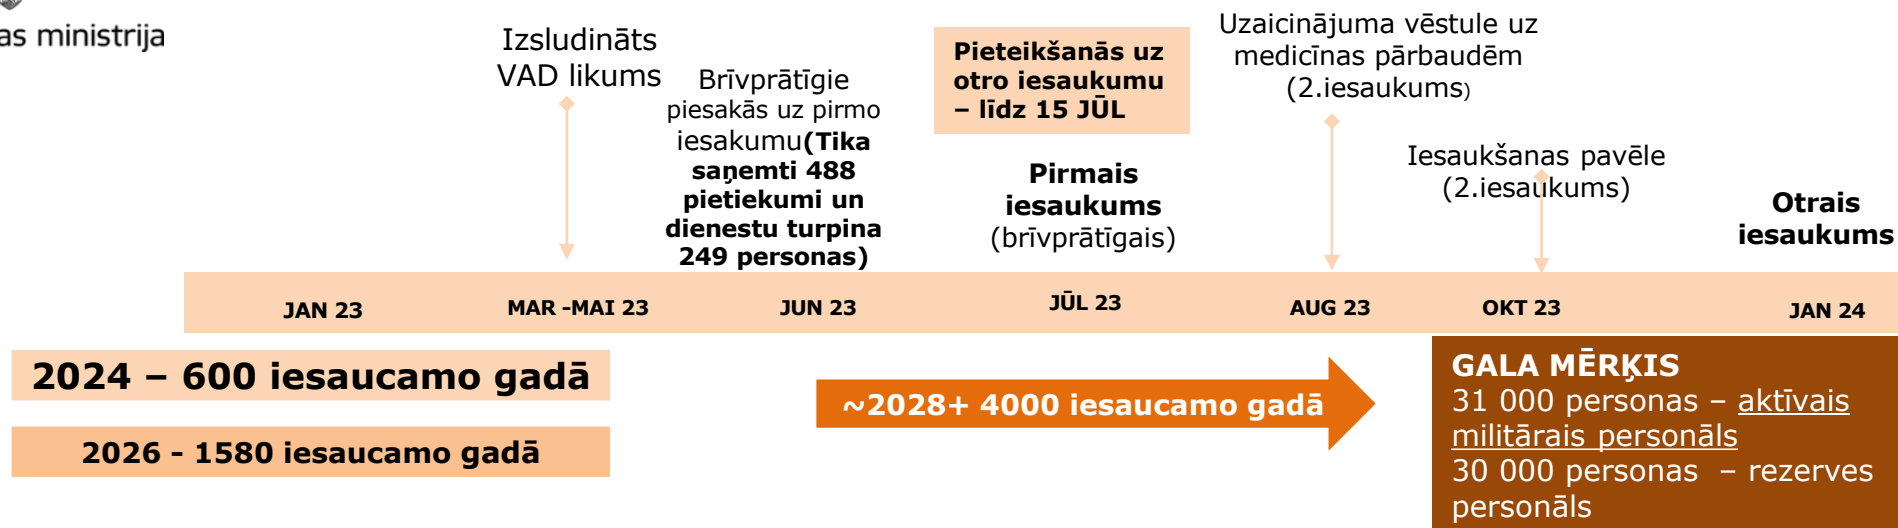 as ministrija
Izsludināts
VAD likums
Brīvprātīgie
piesakās uz pirmo
iesakumu(Tika
saņemti 488
pietiekumi un
dienestu turpina
249 personas)
Pieteikšanās uz
otro iesaukumu
– līdz 15 JŪL
Pirmais
iesaukums
(brīvprātīgais)
Uzaicinājuma vēstule uz
medicīnas pārbaudēm
(2.iesaukums)
Iesaukšanas pavēle
(2.iesaukums)
Otrais
iesaukums
JAN 23
MAR -MAI 23
JUN 23
JŪL 23
AUG 23
OKT 23
JAN 24
2024 – 600 iesaucamo gadā
2026 - 1580 iesaucamo gadā
~2028+ 4000 iesaucamo gadā
GALA MĒRĶIS
31 000 personas – aktīvais
militārais personāls
30 000 personas – rezerves
personāls